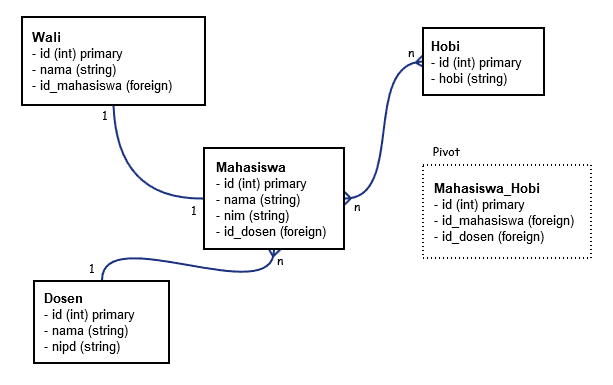 Wali
- id (int) primary
- nama (string)
- id_mahasiswa (foreign)
1
Hobi
- id (int) primary
- hobi (string)
n
Mahasiswa
- id (int) primary
- nama (string)
- nim (string)
- id_dosen (foreign)
1
n
n
Pivot
Mahasiswa_Hobi
- id (int) primary
- id_mahasiswa (foreign)
- id_dosen (foreign)
1
Dosen
- id (int) primary
- nama (string)
- nipd (string)